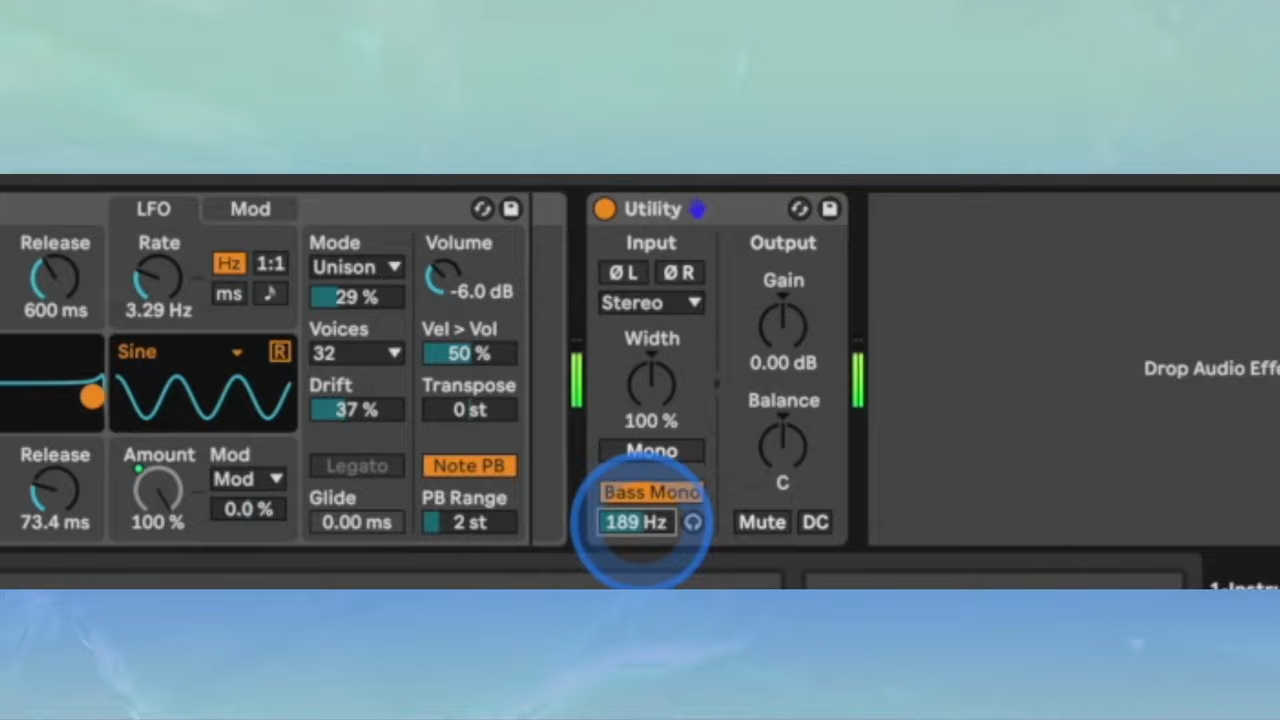 LFO
Mod
Release
600 ms
Rate
3.29 Hz
Hz
1:1
ms
Sine
R
Release
73.4 ms
Amount
100 %
Mod
Mod
0.0 %
Mode
Unison
29 %
Voices
32
Drift
37 %
Legato
Glide
0.00 ms
Volume
-6.0 dB
Vel > Vol
50 %
Transpose
0 st
Note PB
PB Range
2 st
Utility
Input
Ø L
Ø R
Stereo
Width
100 %
Mono
Bass Mono
189 Hz
Output
Gain
0.00 dB
Balance
C
Mute
DC
Drop Audio Effe
1-Instru